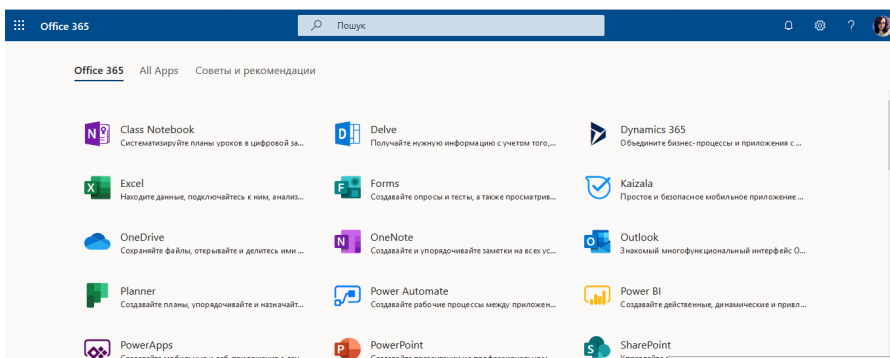 Office 365
Пошук
?
Office 365 All Apps Советы и рекомендации
Class Notebook
Систематизируйте планы уроков в цифровой за...
Delve
Получайте нужную информацию с учетом того,...
Dynamics 365
Объедините бизнес-процессы и приложения с ...
Excel
Находите данные, подключайтесь к ним, анализ...
Forms
Создавайте опросы и тесты, а также просматрив...
Kaizala
Простое и безопасное мобильное приложение ...
OneDrive
Сохраняйте файлы, открывайте и делитесь ими ...
OneNote
Создавайте и упорядочивайте заметки на всех ус...
Outlook
Знакомый многофункциональный интерфейс O...
Planner
Создавайте планы, упорядочивайте и назначайт...
Power Automate
Создавайте рабочие процессы между приложен...
Power BI
Создавайте действенные, динамические и привл...
PowerApps
PowerPoint
SharePoint